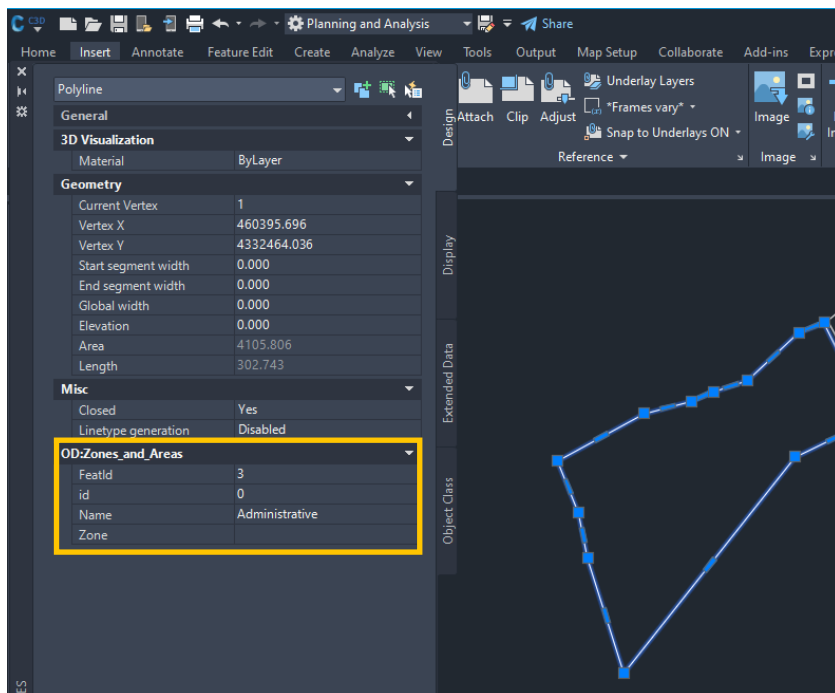 C3D Planning and Analysis Share
Home Insert Annotate Feature Edit Create Analyze View Tools Output Map Setup Collaborate Add-ins Expr
Polyline
General
3D Visualization
Material ByLayer
Geometry
Current Vertex 1
Vertex X 460395.696
Vertex Y 4332464.036
Start segment width 0.000
End segment width 0.000
Global width 0.000
Elevation 0.000
Area 4105.806
Length 302.743
Misc
Closed Yes
Linetype generation Disabled
OD:Zones_and_Areas
FeatId 3
id 0
Name Administrative
Zone
Design
Display
Extended Data
Object Class
Attach Clip Adjust
Underlay Layers
*Frames vary*
Snap to Underlays ON
Reference
Image
Image
In
ES